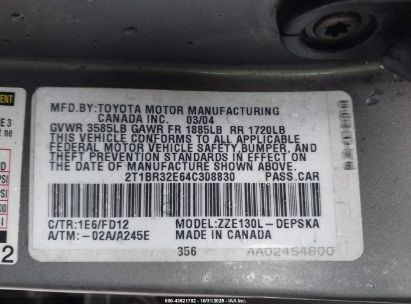 MFD.BY:TOYOTA MOTOR MANUFACTURING
CANADA INC. 03/04
GVWR 3585LB GAWR FR 1885LB RR 1720LB
THIS VEHICLE CONFORMS TO ALL APPLICABLE
FEDERAL MOTOR VEHICLE SAFETY,BUMPER, AND
THEFT PREVENTION STANDARDS IN EFFECT ON
THE DATE OF MANUFACTURE SHOWN ABOVE.
2T1BR32E64C308830 PASS.CAR
C/TR:1E6/FD12 MODEL:ZZE130L-DEPSKA
A/TM:-02A/A245E MADE IN CANADA
356 AA02454800